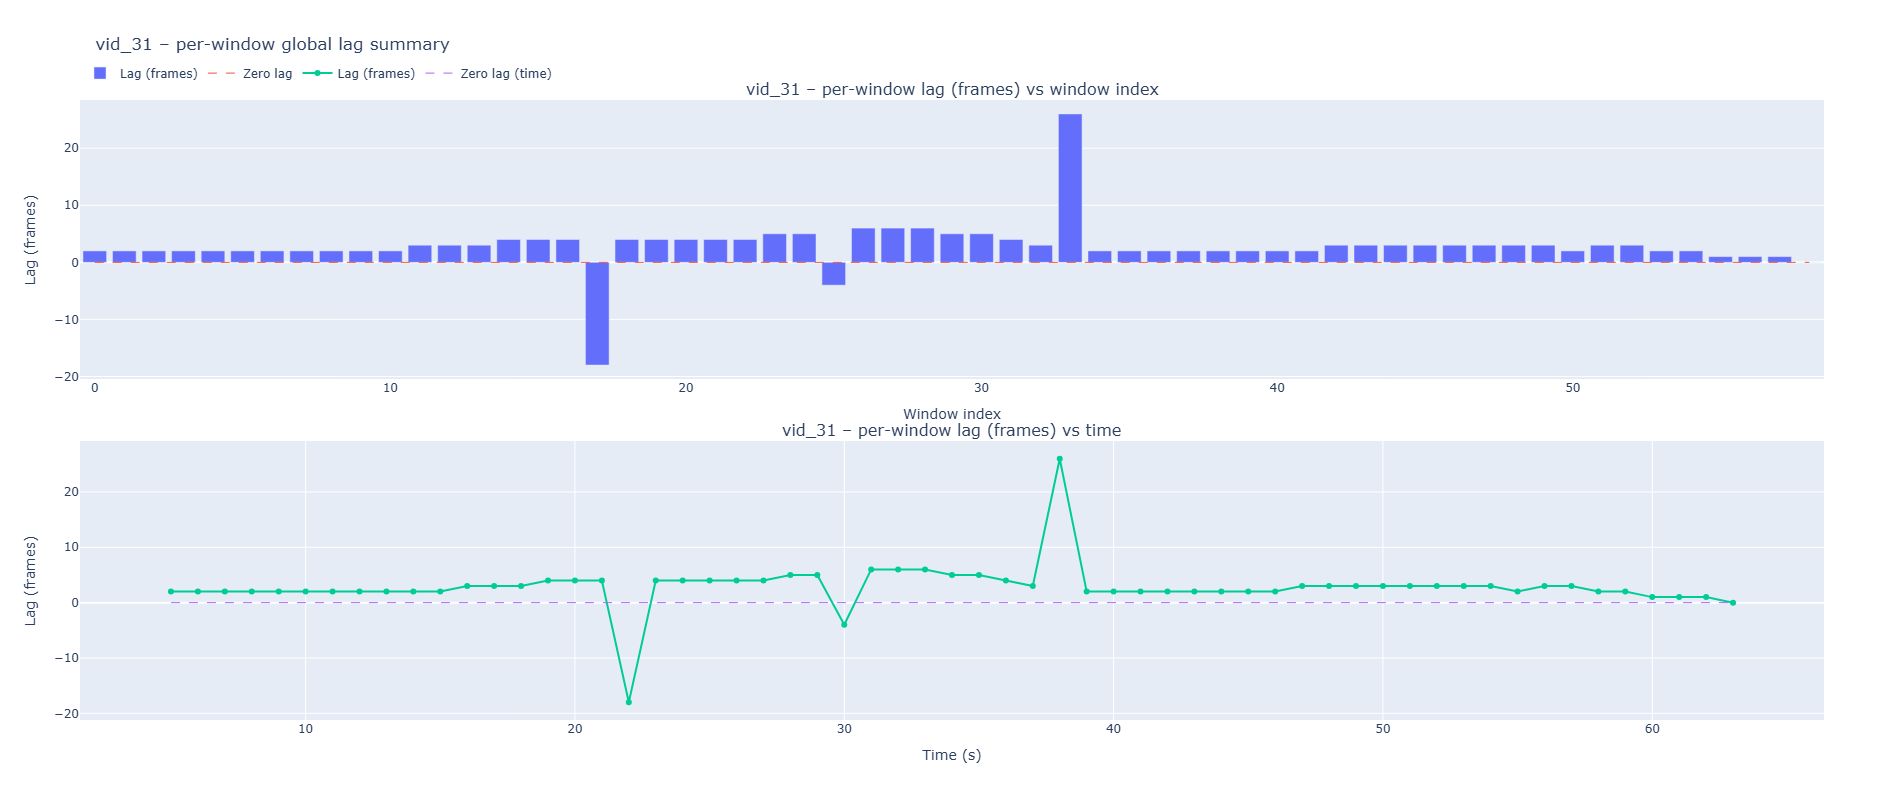 vid_31 – per-window global lag summary
Lag (frames) Zero lag Lag (frames) Zero lag (time)
vid_31 – per-window lag (frames) vs window index
Lag (frames)
20
10
0
−10
−20
0 10 20 30 40 50
Window index
vid_31 – per-window lag (frames) vs time
Lag (frames)
20
10
0
−10
−20
10 20 30 40 50 60
Time (s)